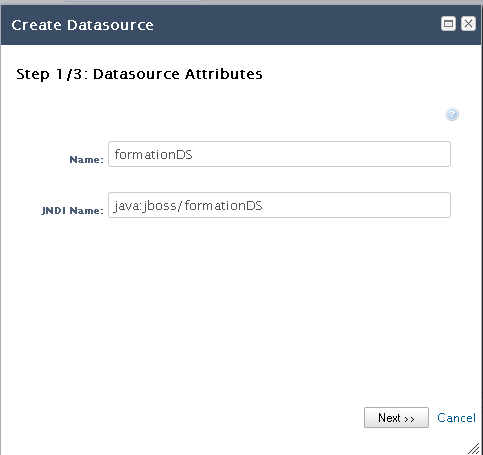 Create Datasource
Step 1/3: Datasource Attributes
Name: formationDS
JNDI Name: java:jboss/formationDS
Next >> Cancel